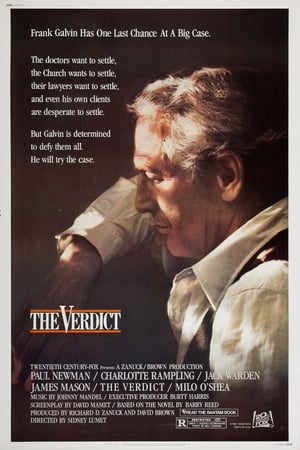 Frank Galvin Has One Last Chance At A Big Case.
The doctors want to settle,
the Church wants to settle,
their lawyers want to settle,
and even his own clients
are desperate to settle.
But Galvin is determined
to defy them all.
He will try the case.
THE VERDICT
TWENTIETH CENTURY-FOX Presents A ZANUCK/BROWN PRODUCTION
PAUL NEWMAN / CHARLOTTE RAMPLING / JACK WARDEN
JAMES MASON / THE VERDICT / MILO O'SHEA
MUSIC BY JOHNNY MANDEL / EXECUTIVE PRODUCER BURTT HARRIS
SCREENPLAY BY DAVID MAMET / BASED ON THE NOVEL BY BARRY REED
PRODUCED BY RICHARD D. ZANUCK AND DAVID BROWN
DIRECTED BY SIDNEY LUMET
READ THE BANTAM BOOK
R RESTRICTED